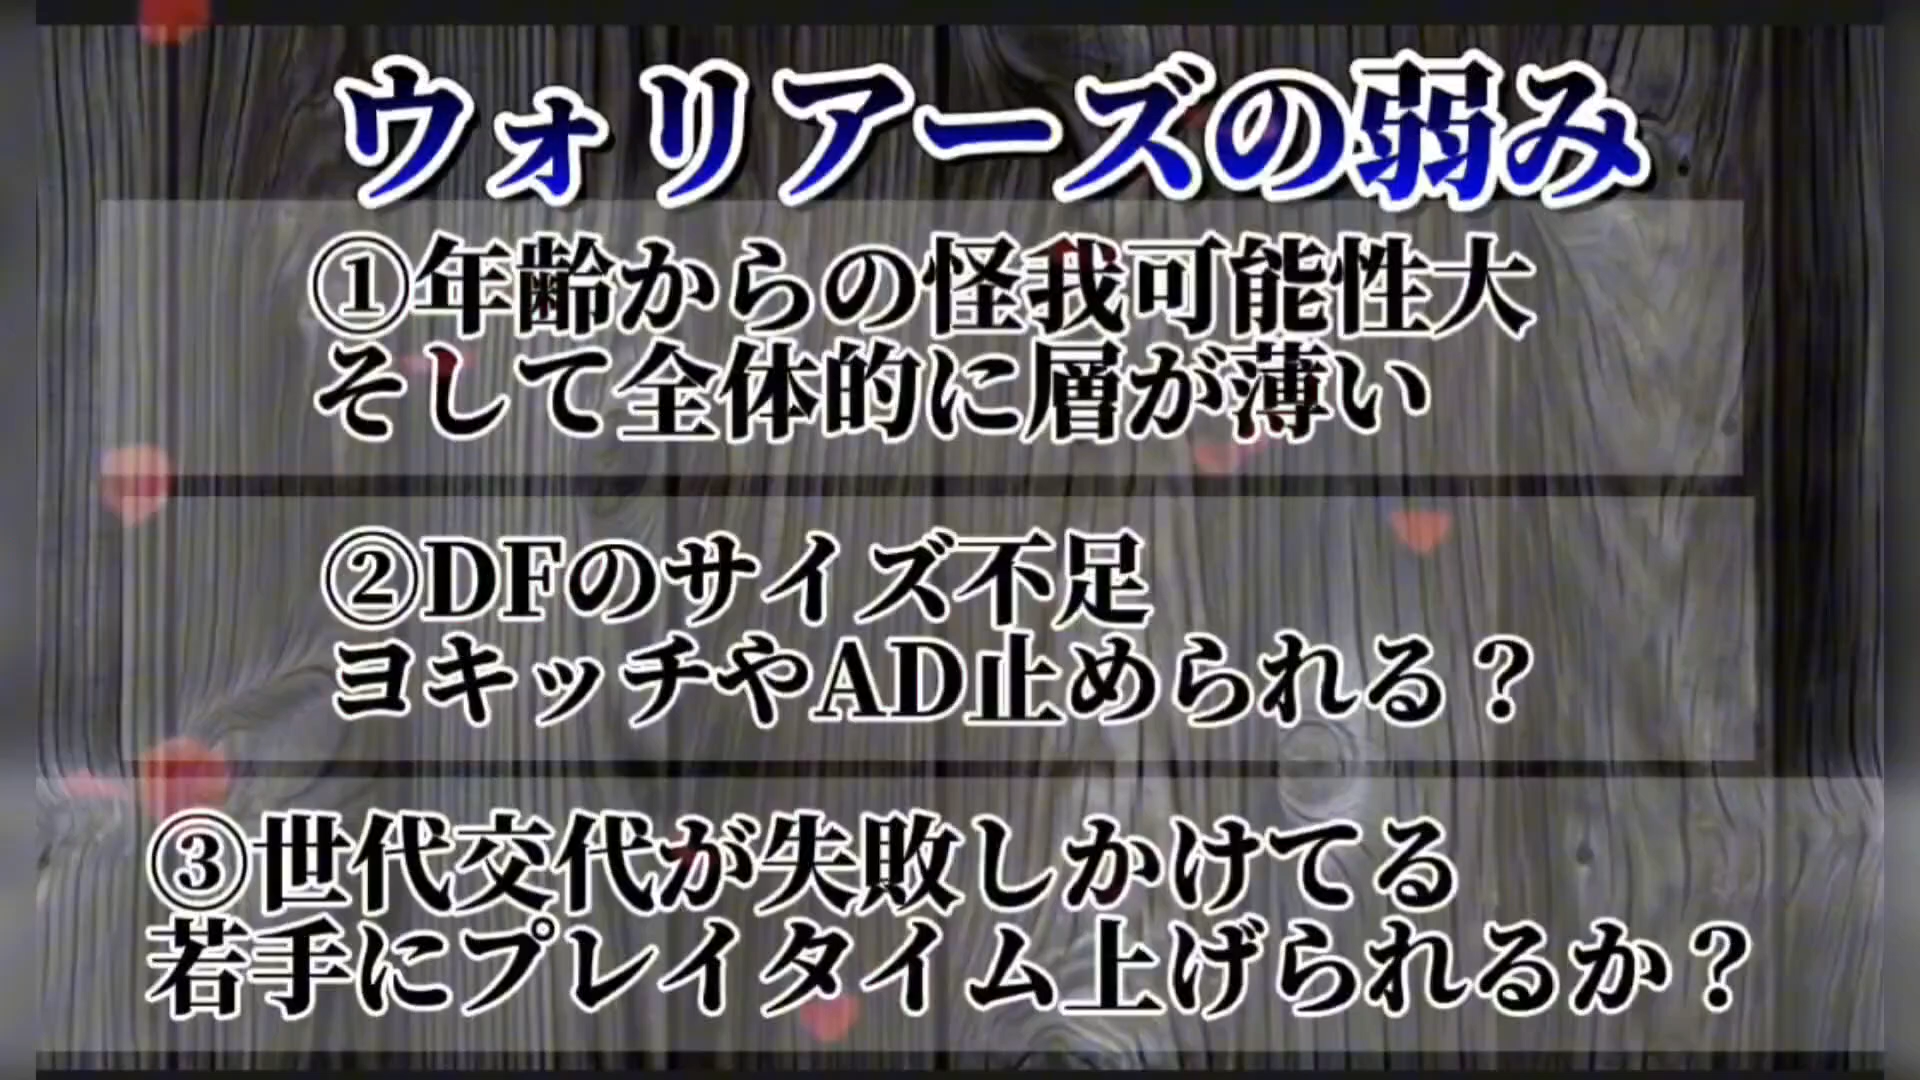 ウォリアーズの弱み
①年齢からの怪我可能性大
そして全体的に層が薄い
②DFのサイズ不足
ヨキッチやAD止められる？
③世代交代が失敗しかけてる
若手にプレイタイム上げられるか？